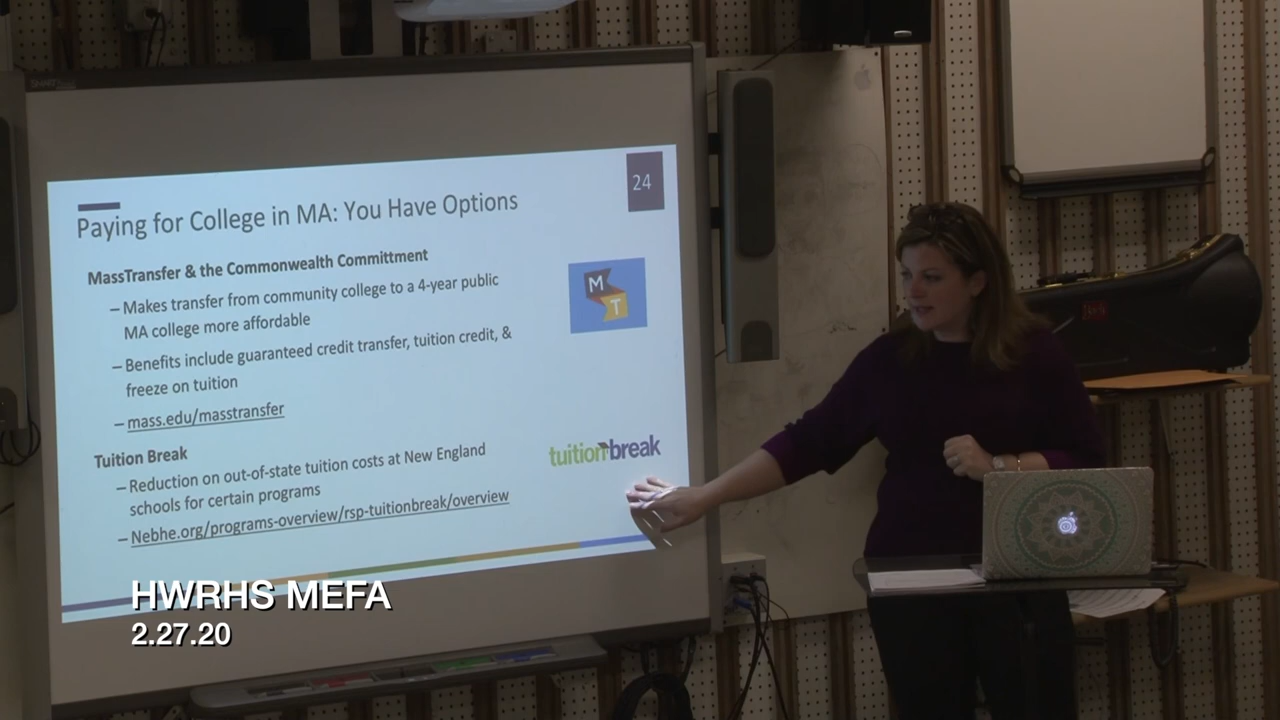 24
Paying for College in MA: You Have Options
MassTransfer & the Commonwealth Committment
– Makes transfer from community college to a 4-year public
MA college more affordable
– Benefits include guaranteed credit transfer, tuition credit, &
freeze on tuition
– mass.edu/masstransfer
M
T
Tuition Break
– Reduction on out-of-state tuition costs at New England
schools for certain programs
– Nebhe.org/programs-overview/rsp-tuitionbreak/overview
tuition break
HWRHS MEFA
2.27.20